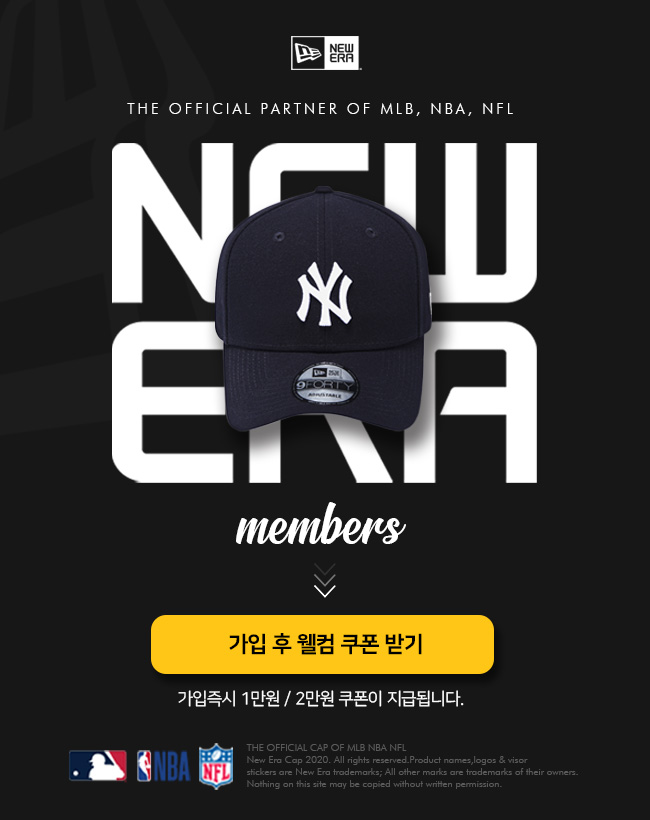 NEW
ERA
THE OFFICIAL PARTNER OF MLB, NBA, NFL
NEW
ERA
NY
9FORTY
ADJUSTABLE
members
가입 후 웰컴 쿠폰 받기
가입즉시 1만원 / 2만원 쿠폰이 지급됩니다.
NBA
NFL
THE OFFICIAL CAP OF MLB NBA NFL
New Era Cap 2020. All rights reserved.Product names,logos & visor
stickers are New Era trademarks; All other marks are trademarks of their owners.
Nothing on this site may be copied without written permission.